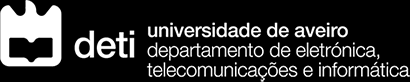 deti
universidade de aveiro
departamento de eletrónica,
telecomunicações e informática